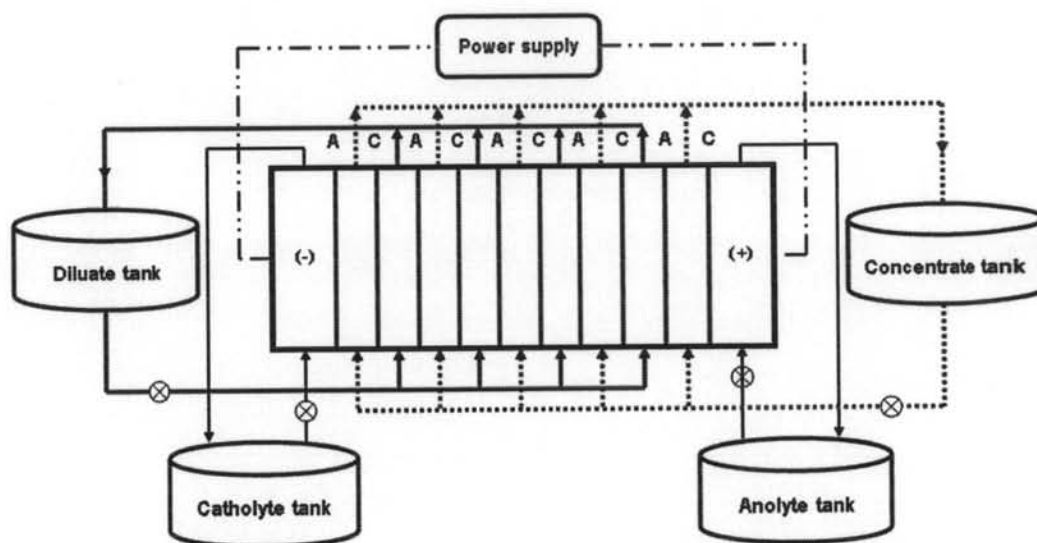 Power supply
A C A C A C A C A C
(-)
(+)
Diluate tank
Concentrate tank
Catholyte tank
Anolyte tank